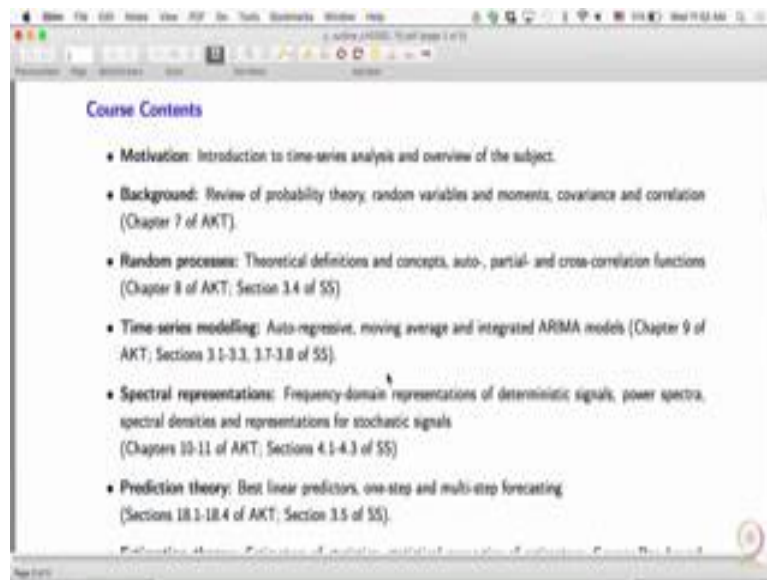 Course Contents
• Motivation: Introduction to time-series analysis and overview of the subject.
• Background: Review of probability theory, random variables and moments, covariance and correlation
(Chapter 7 of AKT).
• Random processes: Theoretical definitions and concepts, auto-, partial- and cross-correlation functions
(Chapter 8 of AKT; Section 3.4 of SS)
• Time-series modelling: Auto-regressive, moving average and integrated ARIMA models (Chapter 9 of
AKT; Sections 3.1-3.3, 3.7-3.8 of SS).
• Spectral representations: Frequency-domain representations of deterministic signals, power spectra,
spectral densities and representations for stochastic signals
(Chapters 10-11 of AKT; Sections 4.1-4.3 of SS)
• Prediction theory: Best linear predictors, one-step and multi-step forecasting
(Sections 18.1-18.4 of AKT; Section 3.5 of SS).